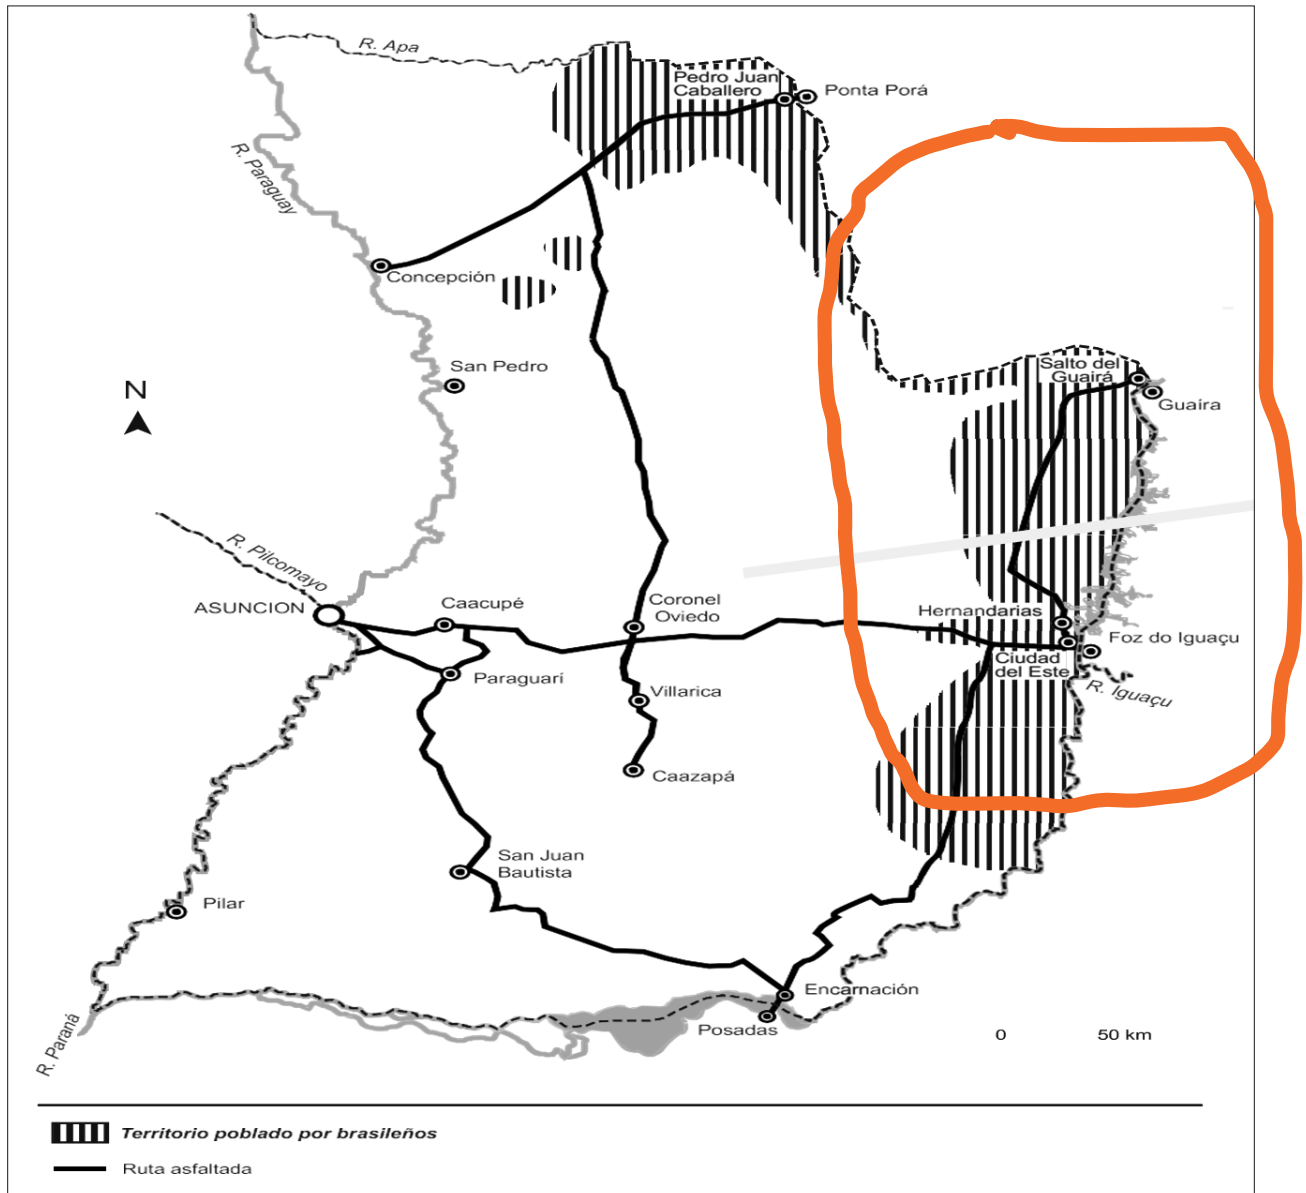 R. Apa
Pedro Juan
Caballero
Ponta Porá
R. Paraguay
Concepción
San Pedro
Salto del
Guairá
Guaíra
N
R. Pilcomayo
ASUNCION
Caacupé
Coronel
Oviedo
Hernandarias
Foz do Iguaçu
Ciudad
del Este
R. Iguaçu
Paraguarí
Villarica
Caazapá
San Juan
Bautista
Pilar
Encarnación
Posadas
R. Paraná
0 50 km
Territorio poblado por brasileños
Ruta asfaltada